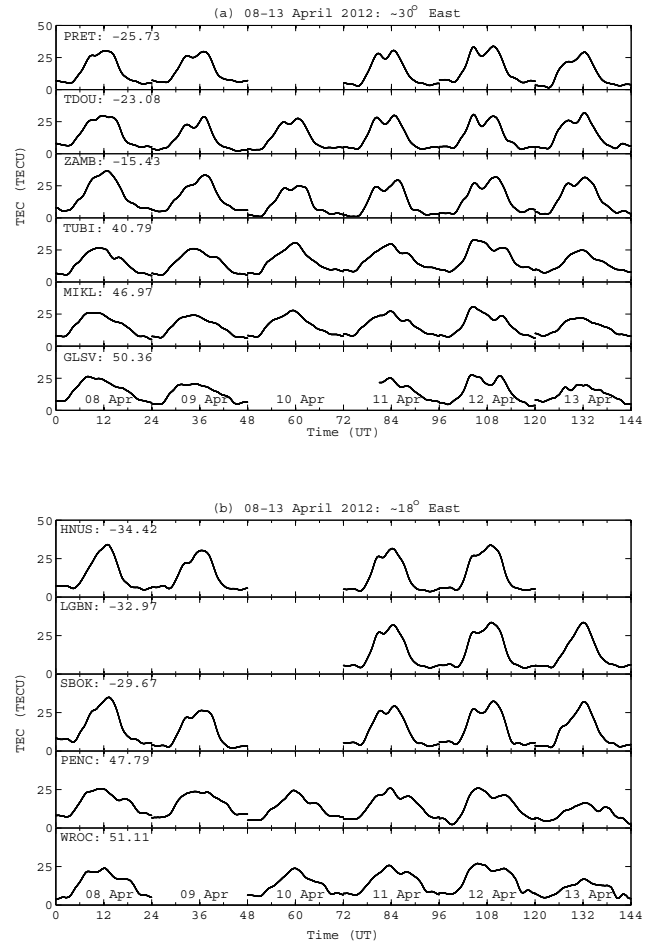 (a) 08-13 April 2012: ~30° East
50
PRET: -25.73
25
0
TDOU: -23.08
25
0
ZAMB: -15.43
25
0
TUBI: 40.79
25
0
MIKL: 46.97
25
0
GLSV: 50.36
25
08 Apr 09 Apr 10 Apr 11 Apr 12 Apr 13 Apr
0
0 12 24 36 48 60 72 84 96 108 120 132 144
TEC (TECU)
Time (UT)
(b) 08-13 April 2012: ~18° East
50
HNUS: -34.42
25
0
LGBN: -32.97
25
0
SBOK: -29.67
25
0
PENC: 47.79
25
0
WROC: 51.11
25
08 Apr 09 Apr 10 Apr 11 Apr 12 Apr 13 Apr
0
0 12 24 36 48 60 72 84 96 108 120 132 144
TEC (TECU)
Time (UT)